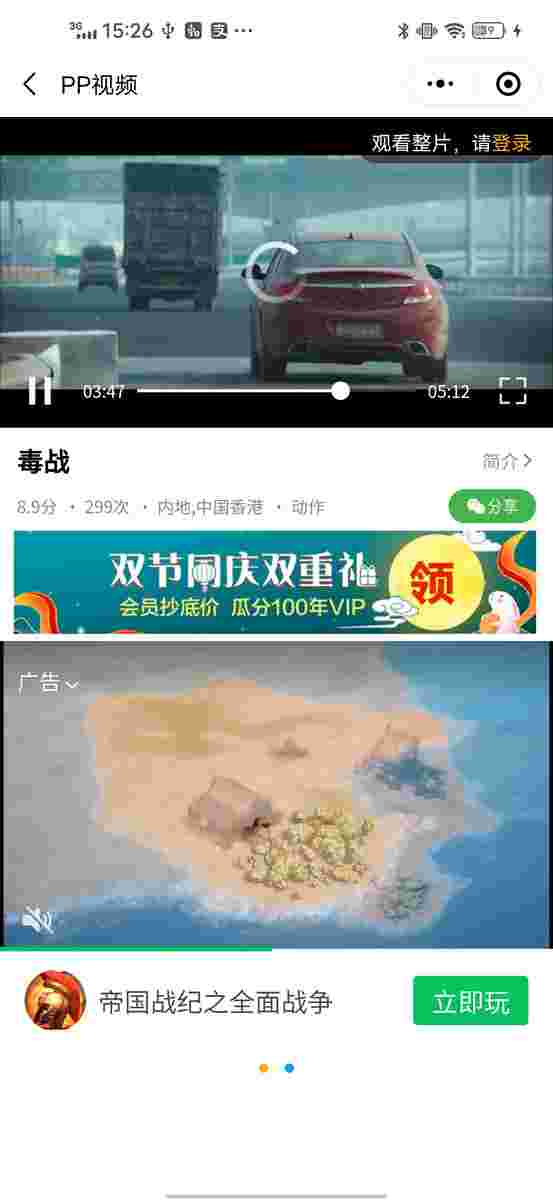 3G 15:26
PP视频
观看整片，请登录
03:47 05:12
毒战 简介
8.9分 · 299次 · 内地,中国香港 · 动作 分享
双节同庆双重礼
会员抄底价 瓜分100年VIP
领
广告
帝国战纪之全面战争 立即玩